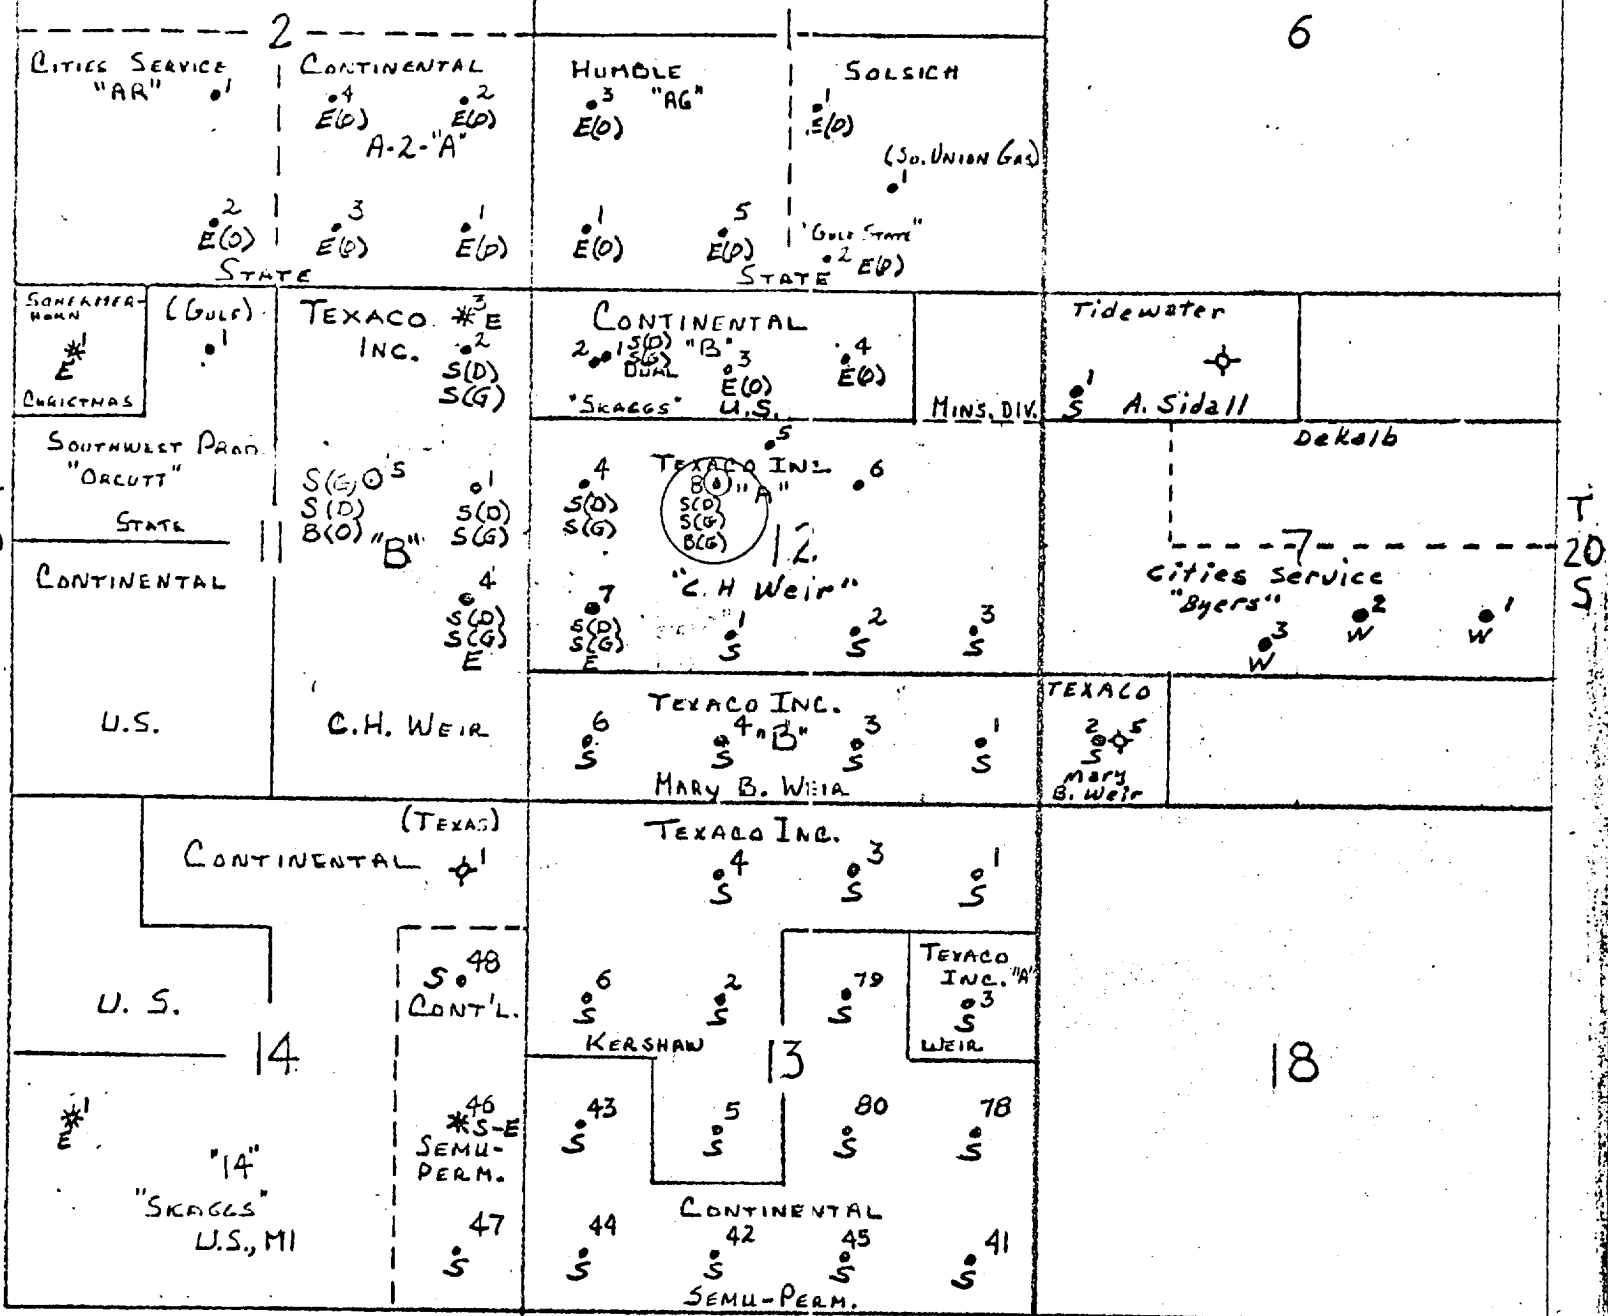 2
1
6
CITIES SERVICE
"AR" 1
2
E(O)
CONTINENTAL
4 2
E(O) E(O)
A-2-"A"
3 1
E(O) E(O)
STATE
HUMBLE
3 "AG"
E(O)
1 5
E(O) E(O)
SOLSICH
1
E(O)
(SO. UNION GAS)
1
"GULF STATE"
2 E(O)
STATE
SCHERMER-
HORN
1
E
CHRISTMAS
(GULF)
1
TEXACO 3 E
INC. 2
S(O)
S(G)
CONTINENTAL
2 1 S(O) "B"
S(G)
DUAL
3
E(O)
4
E(O)
"SKAGGS" U.S.
MINS. DIV.
Tidewater
1
S A. Sidall
Dekalb
SOUTHWEST PROD.
"ORCUTT"
STATE
11
S(G) 5
S(O)
B(O) "B"
1
S(O)
S(G)
4
S(O)
S(G)
E
C.H. WEIR
CONTINENTAL
U.S.
5
TEXACO INC.
4
S(O)
S(G)
8 "A"
S(O)
S(G)
B(G)
6
12
"C.H Weir"
7
S(O)
S(G)
E
1 2 3
S S S
7
Cities Service
"Byers"
3 2 1
W W W
T
20
S
TEXACO INC.
6 4 "B" 3 1
S S S S
MARY B. WEIR
TEXACO
2 5
S
Mary
B. Weir
(TEXAS)
CONTINENTAL 1
TEXACO INC.
4 3 1
S S S
U. S.
14
S 48
CONT'L.
6 2 79
S S S
KERSHAW
13
TEXACO
INC. "A"
3
S
WEIR
18
1
E
"14"
"SKAGGS"
U.S., MI
46
S-E
SEMU-
PERM.
47
S
43 5 80 78
S S S S
CONTINENTAL
44 42 45 41
S S S S
SEMU-PERM.